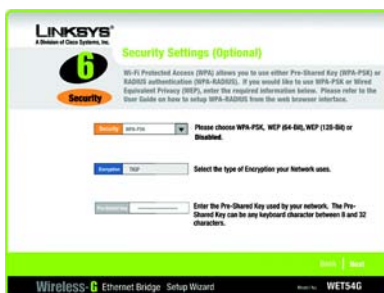 LINKSYS®
A Division of Cisco Systems, Inc.
6
Security
Security Settings (Optional)
Wi-Fi Protected Access (WPA) allows you to use either Pre-Shared Key (WPA-PSK) or
RADIUS authentication (WPA-RADIUS). If you would like to use WPA-PSK or Wired
Equivalent Privacy (WEP), enter the required information below. Please refer to the
User Guide on how to setup WPA-RADIUS from the web browser interface.
Security WPA-PSK
Please choose WPA-PSK, WEP (64-Bit), WEP (128-Bit) or
Disabled.
Encryption TKIP
Select the type of Encryption your Network uses.
Pre-Shared Key
Enter the Pre-Shared Key used by your network. The Pre-
Shared Key can be any keyboard character between 8 and 32
characters.
Back Next
Wireless-G Ethernet Bridge Setup Wizard
Model No. WET54G